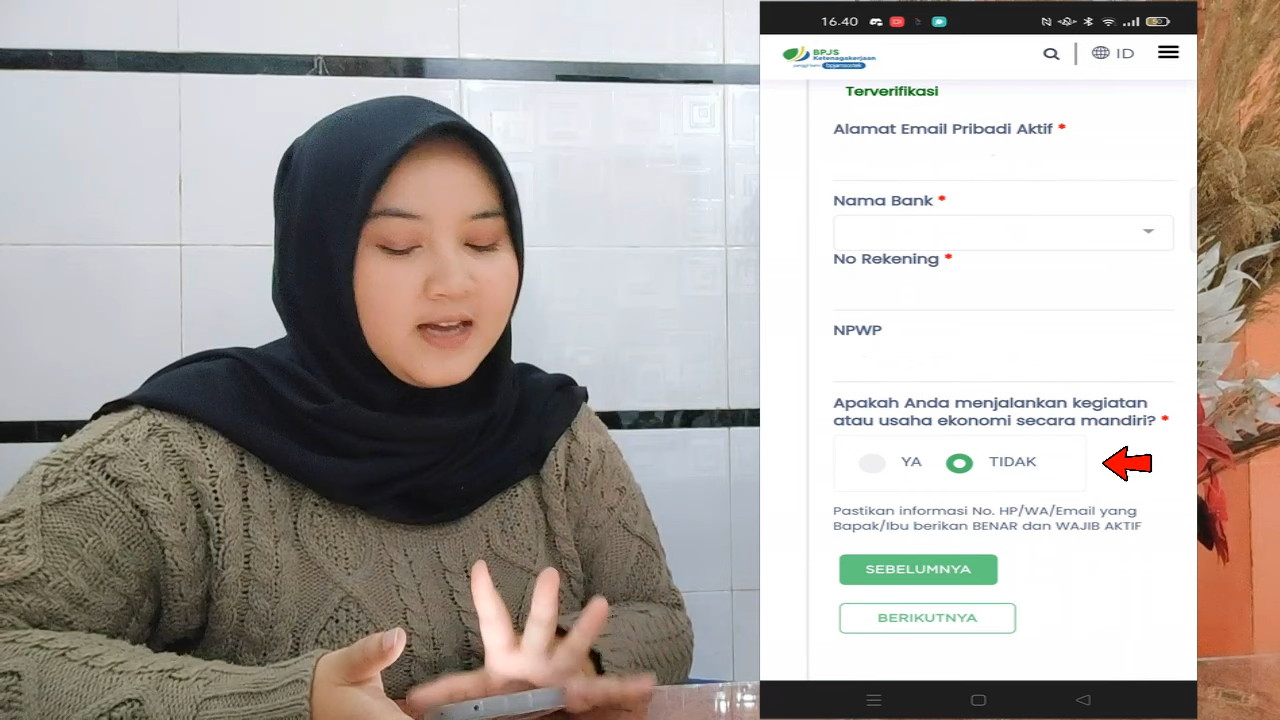 16.40
BPJS
Ketenagakerjaan
bpjamsostek
ID
Terverifikasi
Alamat Email Pribadi Aktif *
Nama Bank *
No Rekening *
NPWP
Apakah Anda menjalankan kegiatan
atau usaha ekonomi secara mandiri? *
YA
TIDAK
Pastikan informasi No. HP/WA/Email yang
Bapak/Ibu berikan BENAR dan WAJIB AKTIF
SEBELUMNYA
BERIKUTNYA